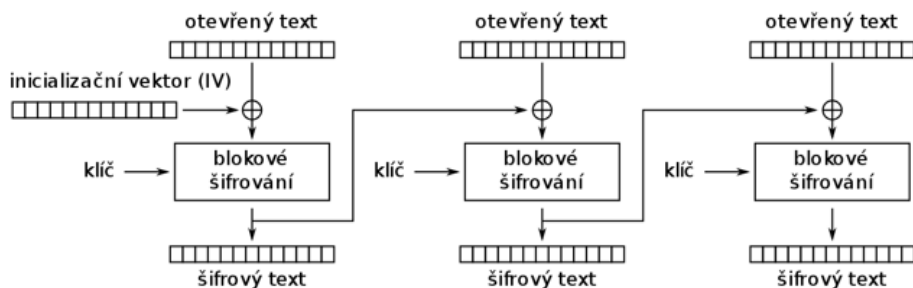 otevřený text
otevřený text
otevřený text
inicializační vektor (IV)
klíč
blokové
šifrování
klíč
blokové
šifrování
klíč
blokové
šifrování
šifrový text
šifrový text
šifrový text